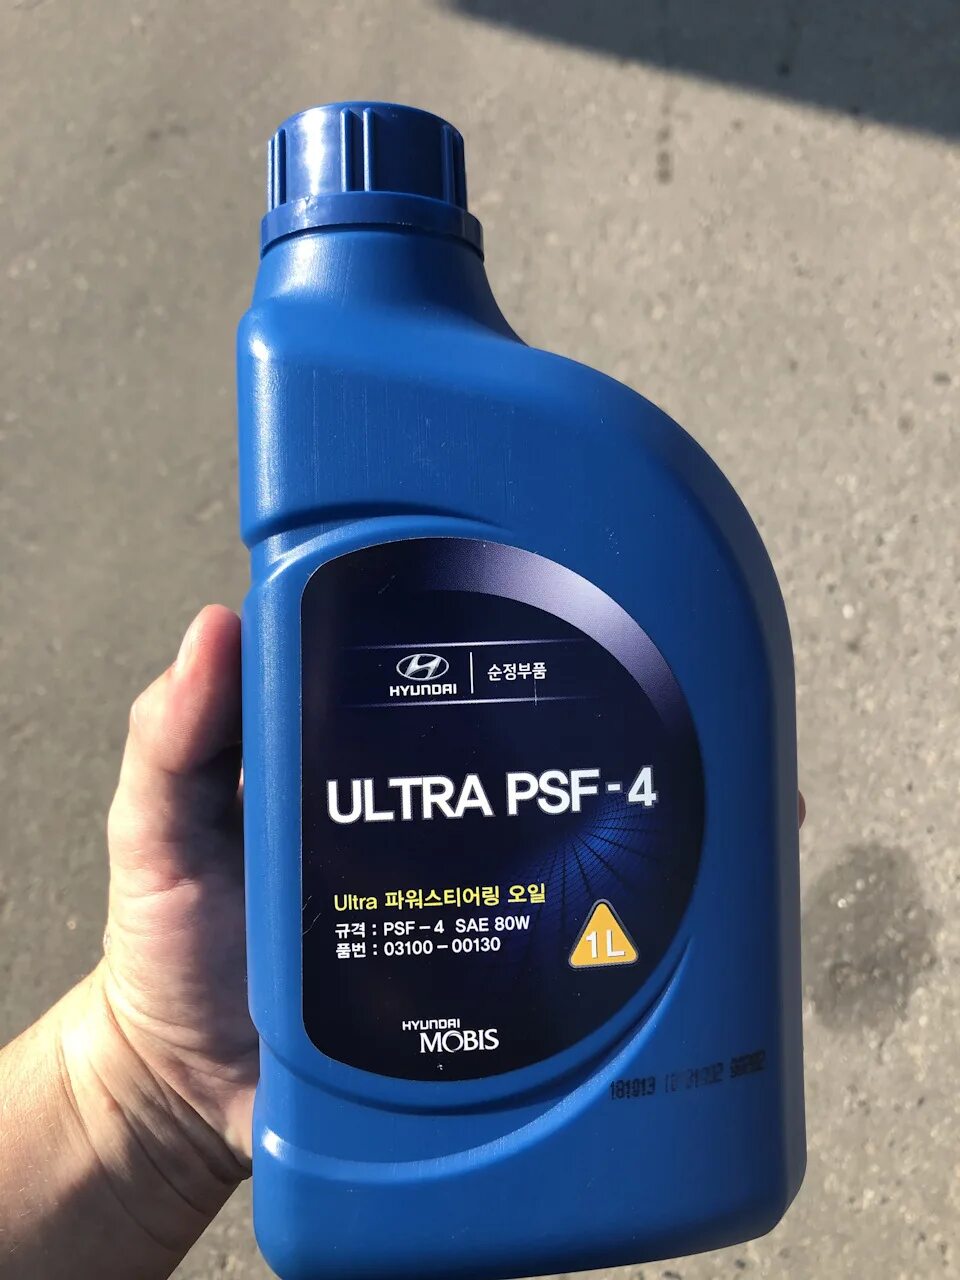 HYUNDAI 순정부품
ULTRA PSF-4
Ultra 파워스티어링 오일
규격 : PSF - 4 SAE 80W
품번 : 03100 - 00130
1L
HYUNDAI
MOBIS
181013